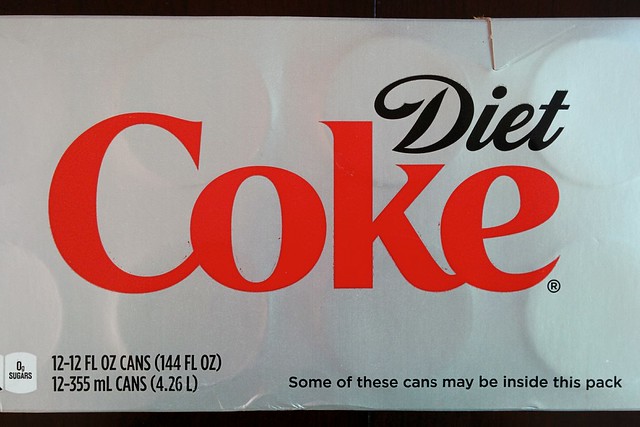 Diet
Coke®
0g
SUGARS
12-12 FL OZ CANS (144 FL OZ)
12-355 mL CANS (4.26 L)
Some of these cans may be inside this pack